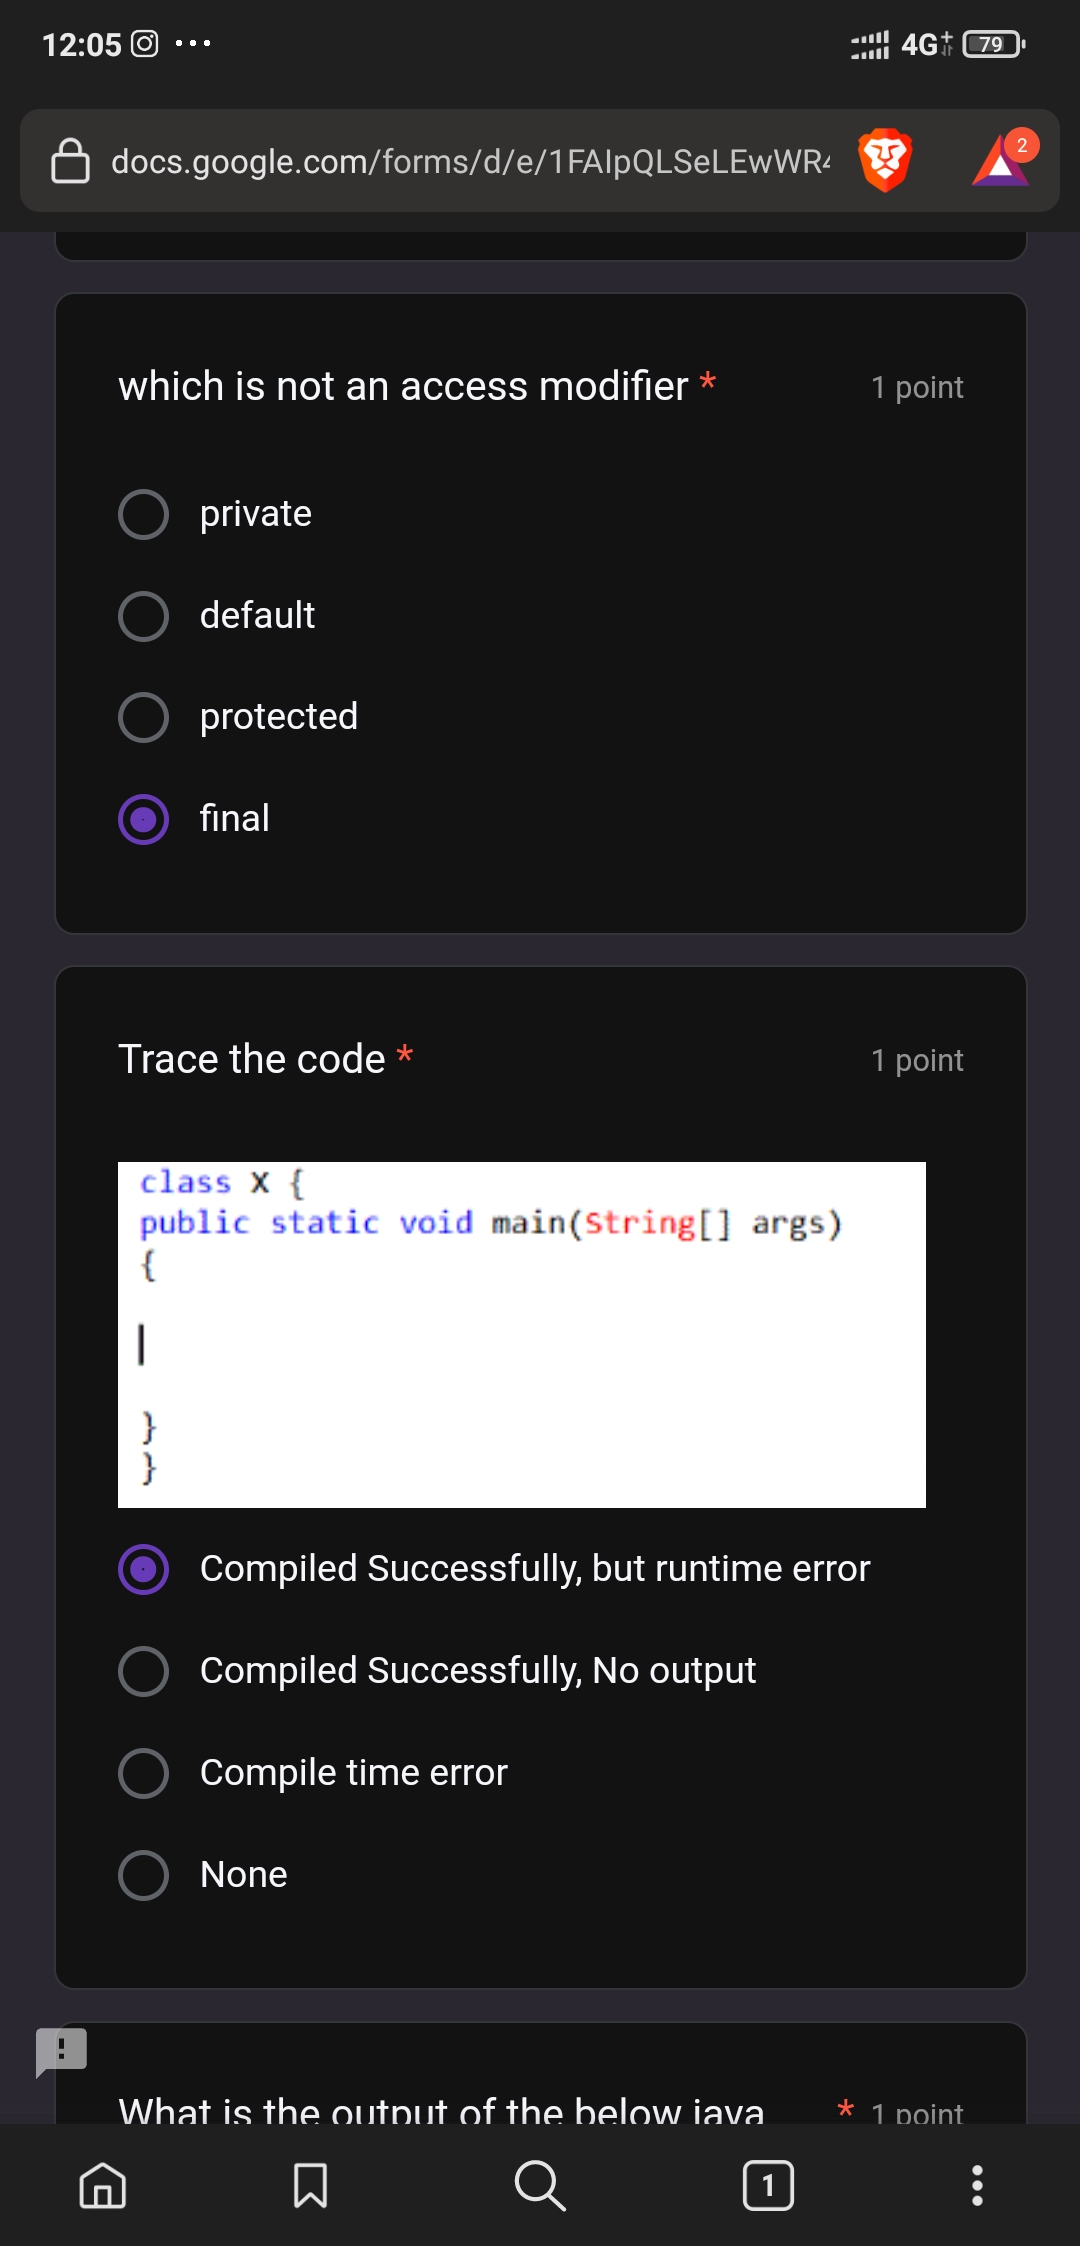 12:05
4G+
79
docs.google.com/forms/d/e/1FAIpQLSeLEwWR4
2
which is not an access modifier *
1 point
private
default
protected
final
Trace the code *
1 point
class X {
public static void main(String[] args)
{
}
}
Compiled Successfully, but runtime error
Compiled Successfully, No output
Compile time error
None
What is the output of the below java * 1 point
1